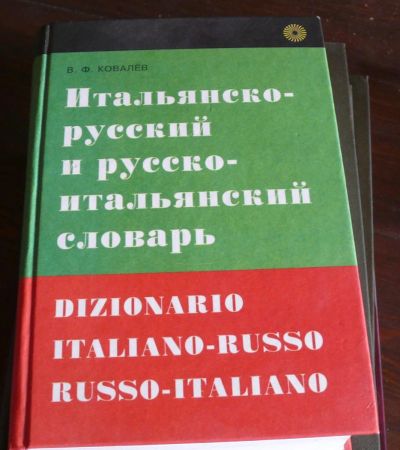 В. Ф. КОВАЛЁВ
Итальянско-
русский
и русско-
итальянский
словарь
DIZIONARIO
ITALIANO-RUSSO
RUSSO-ITALIANO